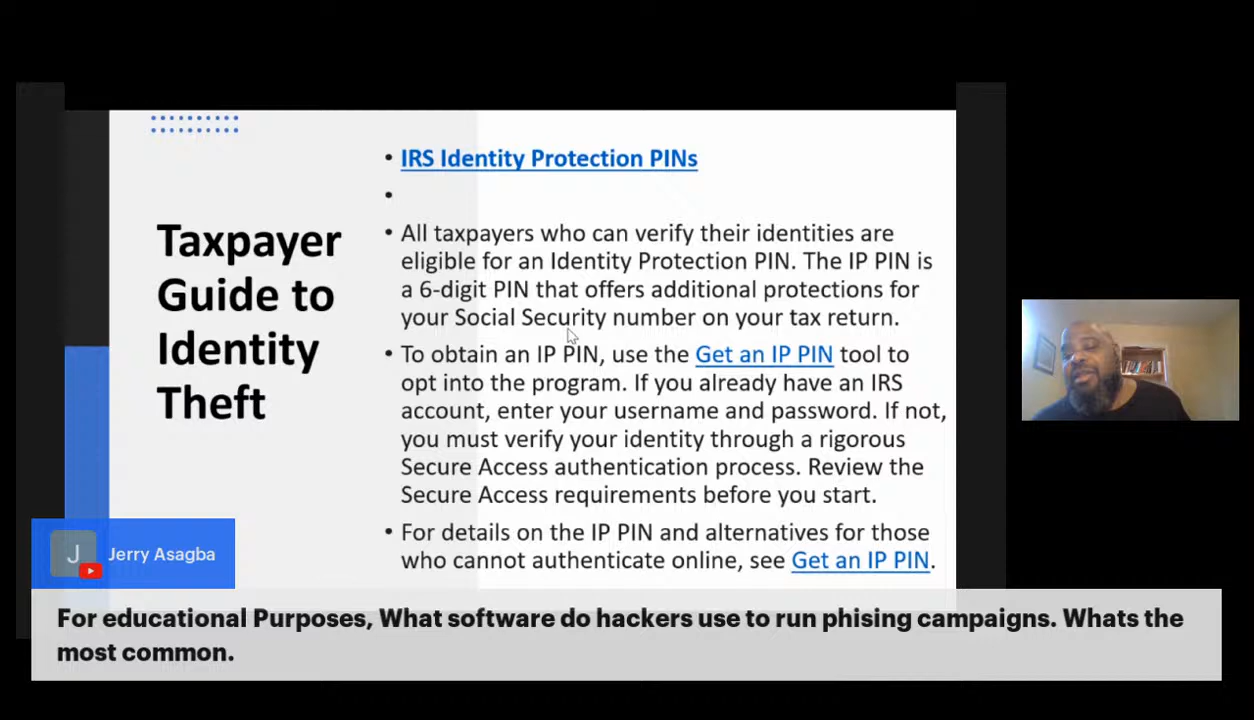 Taxpayer
Guide to
Identity
Theft
• IRS Identity Protection PINs
•
• All taxpayers who can verify their identities are
eligible for an Identity Protection PIN. The IP PIN is
a 6-digit PIN that offers additional protections for
your Social Security number on your tax return.
• To obtain an IP PIN, use the Get an IP PIN tool to
opt into the program. If you already have an IRS
account, enter your username and password. If not,
you must verify your identity through a rigorous
Secure Access authentication process. Review the
Secure Access requirements before you start.
• For details on the IP PIN and alternatives for those
who cannot authenticate online, see Get an IP PIN.
J
Jerry Asagba
For educational Purposes, What software do hackers use to run phising campaigns. Whats the
most common.